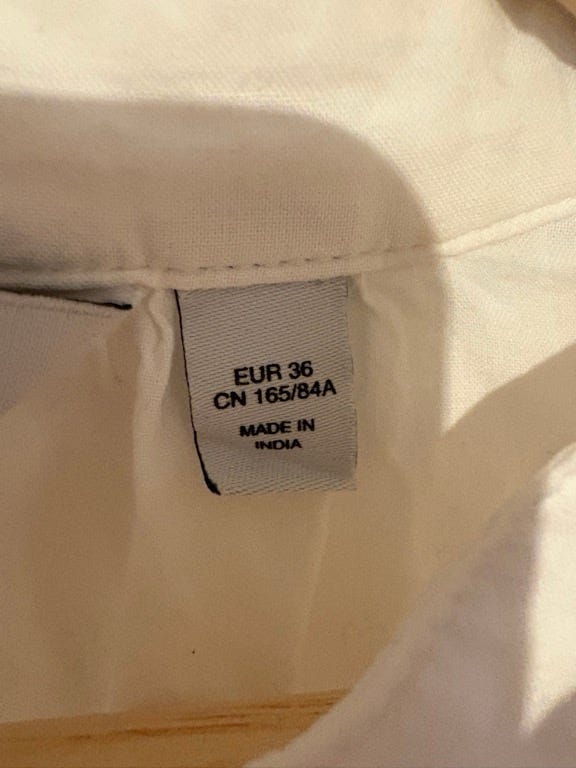 EUR 36
CN 165/84A
MADE IN
INDIA